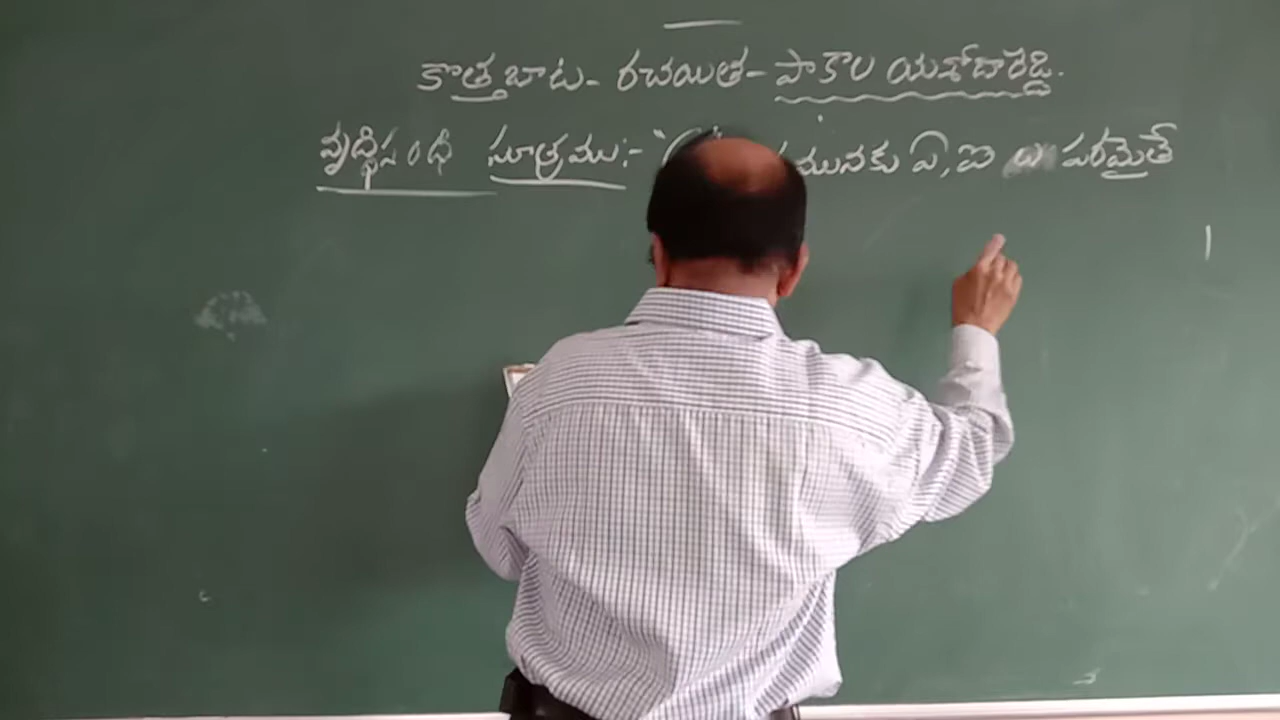 కొత్తబాట - రచయిత - పాకాల యశోదారెడ్డి.
వృద్ధిసంధి సూత్రము:- "మునకు ఏ, ఐ పరమైతే